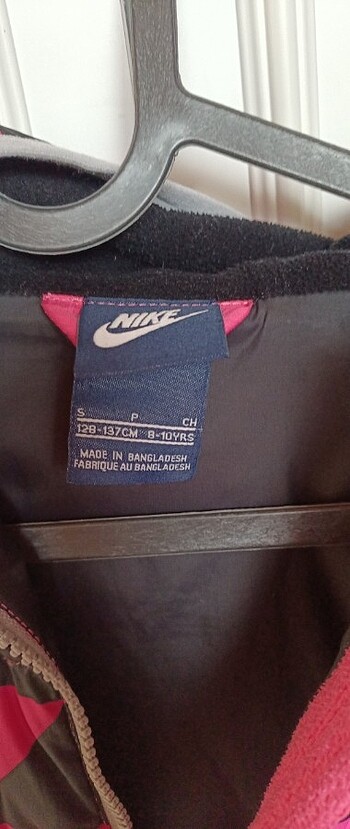 NIKE
S P CH
128-137CM 8-10YRS
MADE IN BANGLADESH
FABRIQUE AU BANGLADESH